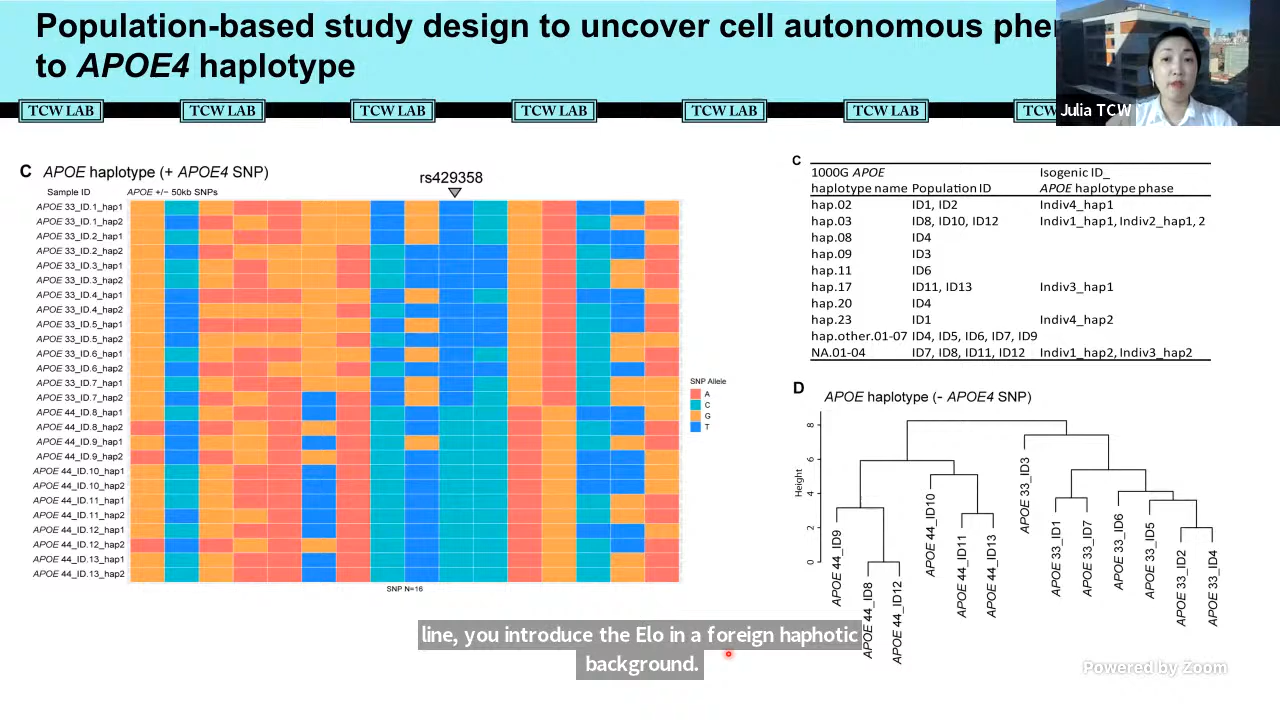 Population-based study design to uncover cell autonomous phe
to APOE4 haplotype
TCW LAB
TCW LAB
TCW LAB
TCW LAB
TCW LAB
TCW LAB
TCW
Julia TCW
C APOE haplotype (+ APOE4 SNP)
rs429358
Sample ID
APOE +/− 50kb SNPs
APOE 33_ID.1_hap1
APOE 33_ID.1_hap2
APOE 33_ID.2_hap1
APOE 33_ID.2_hap2
APOE 33_ID.3_hap1
APOE 33_ID.3_hap2
APOE 33_ID.4_hap1
APOE 33_ID.4_hap2
APOE 33_ID.5_hap1
APOE 33_ID.5_hap2
APOE 33_ID.6_hap1
APOE 33_ID.6_hap2
APOE 33_ID.7_hap1
APOE 33_ID.7_hap2
APOE 44_ID.8_hap1
APOE 44_ID.8_hap2
APOE 44_ID.9_hap1
APOE 44_ID.9_hap2
APOE 44_ID.10_hap1
APOE 44_ID.10_hap2
APOE 44_ID.11_hap1
APOE 44_ID.11_hap2
APOE 44_ID.12_hap1
APOE 44_ID.12_hap2
APOE 44_ID.13_hap1
APOE 44_ID.13_hap2
SNP N=16
SNP Allele
A
C
G
T
C
1000G APOE Isogenic ID_
haplotype name Population ID APOE haplotype phase
hap.02 ID1, ID2 Indiv4_hap1
hap.03 ID8, ID10, ID12 Indiv1_hap1, Indiv2_hap1, 2
hap.08 ID4
hap.09 ID3
hap.11 ID6
hap.17 ID11, ID13 Indiv3_hap1
hap.20 ID4
hap.23 ID1 Indiv4_hap2
hap.other.01-07 ID4, ID5, ID6, ID7, ID9
NA.01-04 ID7, ID8, ID11, ID12 Indiv1_hap2, Indiv3_hap2
D APOE haplotype (- APOE4 SNP)
Height
8
6
4
2
0
APOE 44_ID9
APOE 44_ID8
APOE 44_ID12
APOE 44_ID10
APOE 44_ID11
APOE 44_ID13
APOE 33_ID3
APOE 33_ID1
APOE 33_ID7
APOE 33_ID6
APOE 33_ID5
APOE 33_ID2
APOE 33_ID4
line, you introduce the Elo in a foreign haphotic
background.
Powered by Zoom